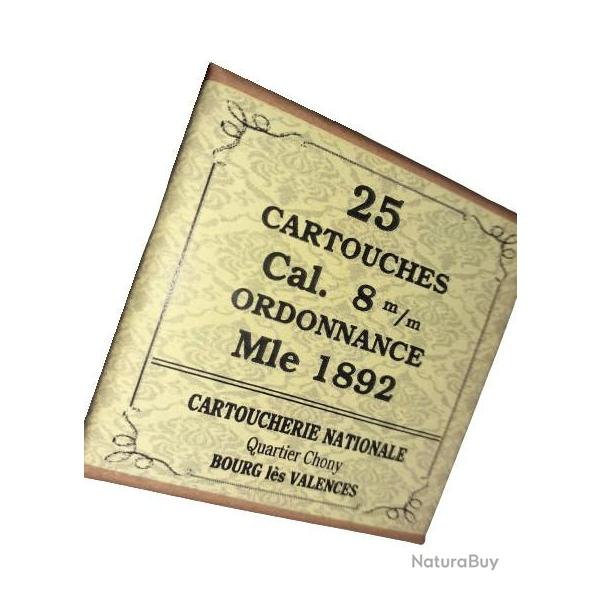 25
CARTOUCHES
Cal. 8 m/m
ORDONNANCE
Mle 1892
CARTOUCHERIE NATIONALE
Quartier Chony
BOURG lès VALENCES
NaturaBuy